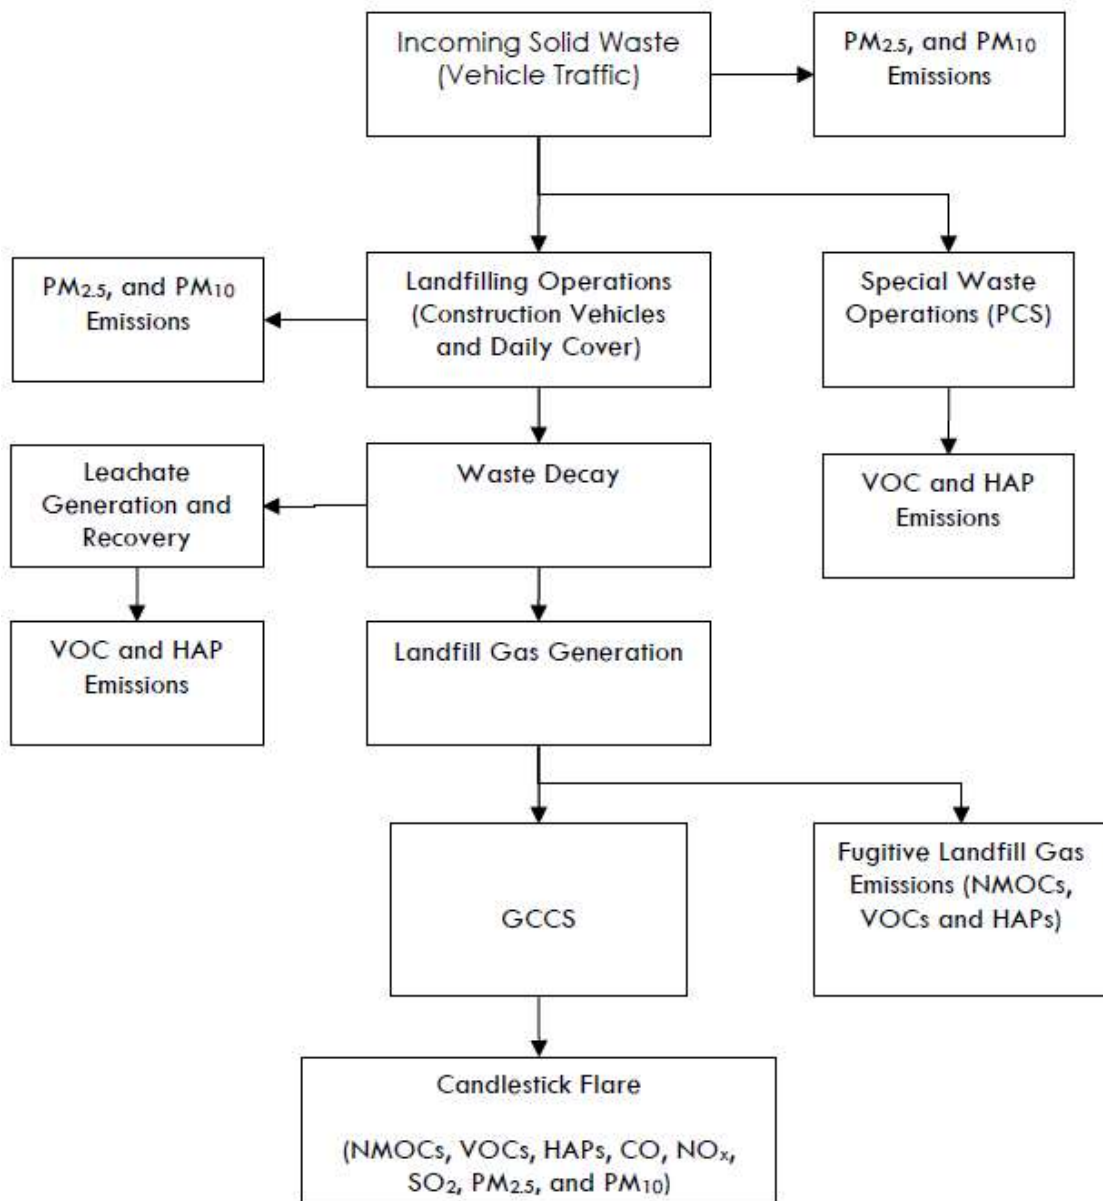 Incoming Solid Waste
(Vehicle Traffic)
PM₂.₅, and PM₁₀
Emissions
PM₂.₅, and PM₁₀
Emissions
Landfilling Operations
(Construction Vehicles
and Daily Cover)
Special Waste
Operations (PCS)
Leachate
Generation and
Recovery
Waste Decay
VOC and HAP
Emissions
VOC and HAP
Emissions
Landfill Gas Generation
GCCS
Fugitive Landfill Gas
Emissions (NMOCs,
VOCs and HAPs)
Candlestick Flare
(NMOCs, VOCs, HAPs, CO, NOₓ,
SO₂, PM₂.₅, and PM₁₀)